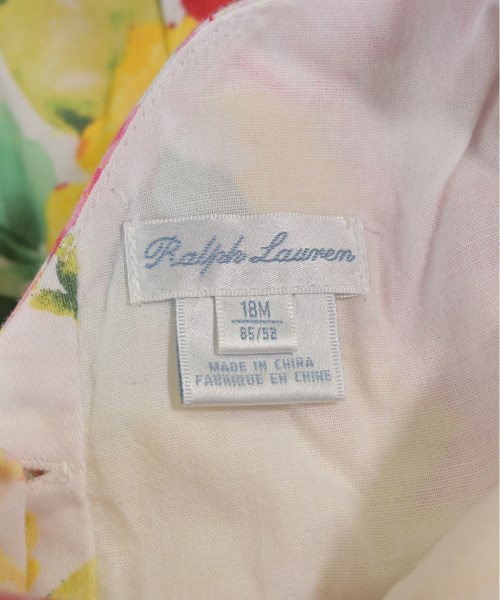 Ralph Lauren
18M
85/52
MADE IN CHINA
FABRIQUE EN CHINE